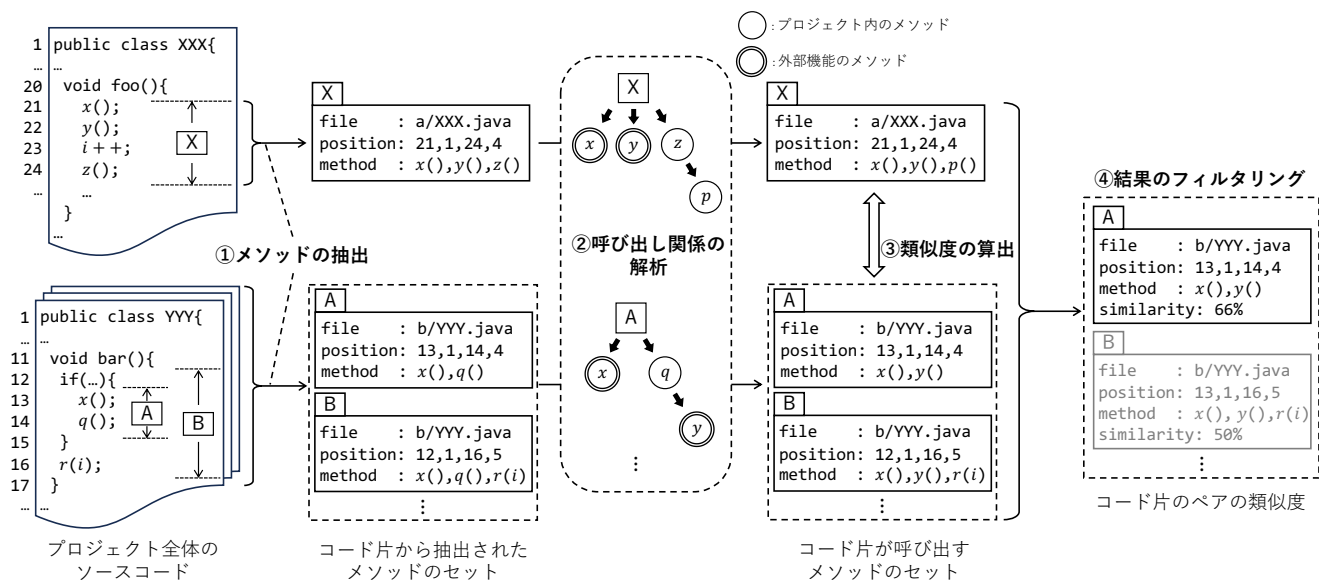 ：プロジェクト内のメソッド
：外部機能のメソッド
1 public class XXX{
… …
20 void foo(){
21 x();
22 y();
23 i++;
24 z();
… …
}
…
X
X
file : a/XXX.java
position: 21,1,24,4
method : x(),y(),z()
X
x y z
p
X
file : a/XXX.java
position: 21,1,24,4
method : x(),y(),p()
①メソッドの抽出
②呼び出し関係の
解析
③類似度の算出
④結果のフィルタリング
1 public class YYY{
… …
11 void bar(){
12 if(…){
13 x();
14 q();
15 }
16 r(i);
17 }
… …
A
B
A
file : b/YYY.java
position: 13,1,14,4
method : x(),q()
B
file : b/YYY.java
position: 12,1,16,5
method : x(),q(),r(i)
⋮
A
x q
y
⋮
A
file : b/YYY.java
position: 13,1,14,4
method : x(),y()
B
file : b/YYY.java
position: 12,1,16,5
method : x(),y(),r(i)
⋮
A
file : b/YYY.java
position: 13,1,14,4
method : x(),y()
similarity: 66%
B
file : b/YYY.java
position: 13,1,16,5
method : x(), y(),r(i)
similarity: 50%
⋮
プロジェクト全体の
ソースコード
コード片から抽出された
メソッドのセット
コード片が呼び出す
メソッドのセット
コード片のペアの類似度